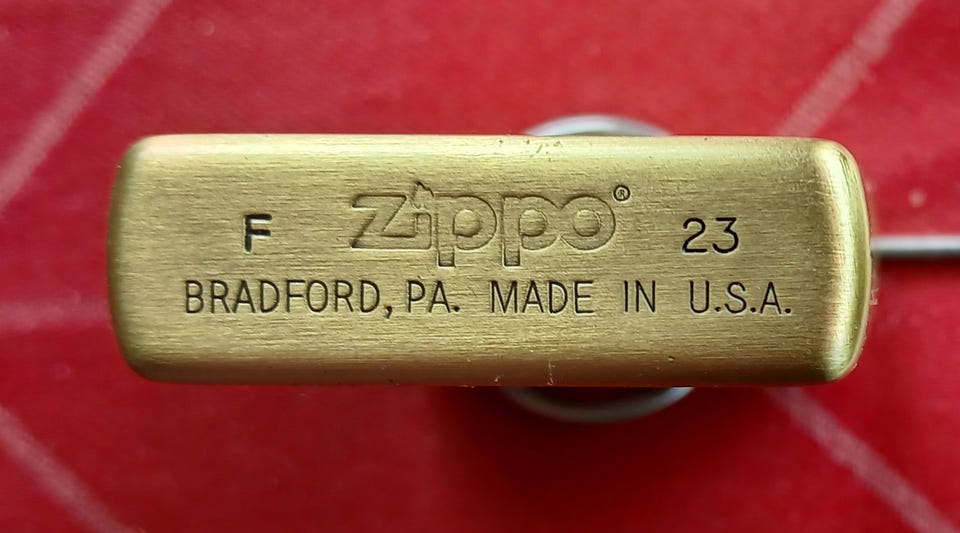 F Zippo® 23
BRADFORD, PA. MADE IN U.S.A.